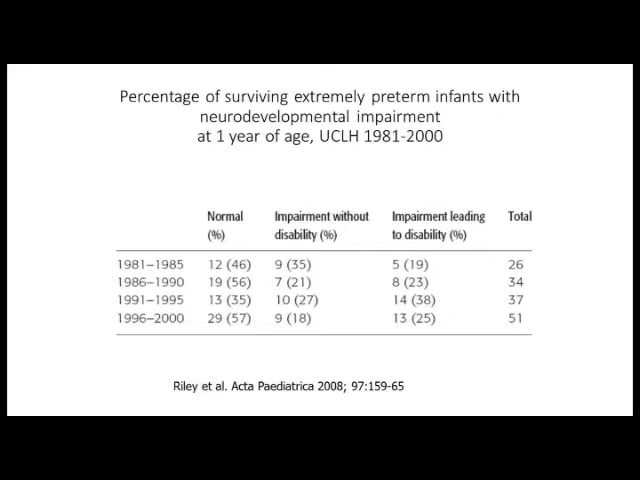 Percentage of surviving extremely preterm infants with
neurodevelopmental impairment
at 1 year of age, UCLH 1981-2000
Normal Impairment without Impairment leading Total
(%) disability (%) to disability (%)
1981–1985 12 (46) 9 (35) 5 (19) 26
1986–1990 19 (56) 7 (21) 8 (23) 34
1991–1995 13 (35) 10 (27) 14 (38) 37
1996–2000 29 (57) 9 (18) 13 (25) 51
Riley et al. Acta Paediatrica 2008; 97:159-65